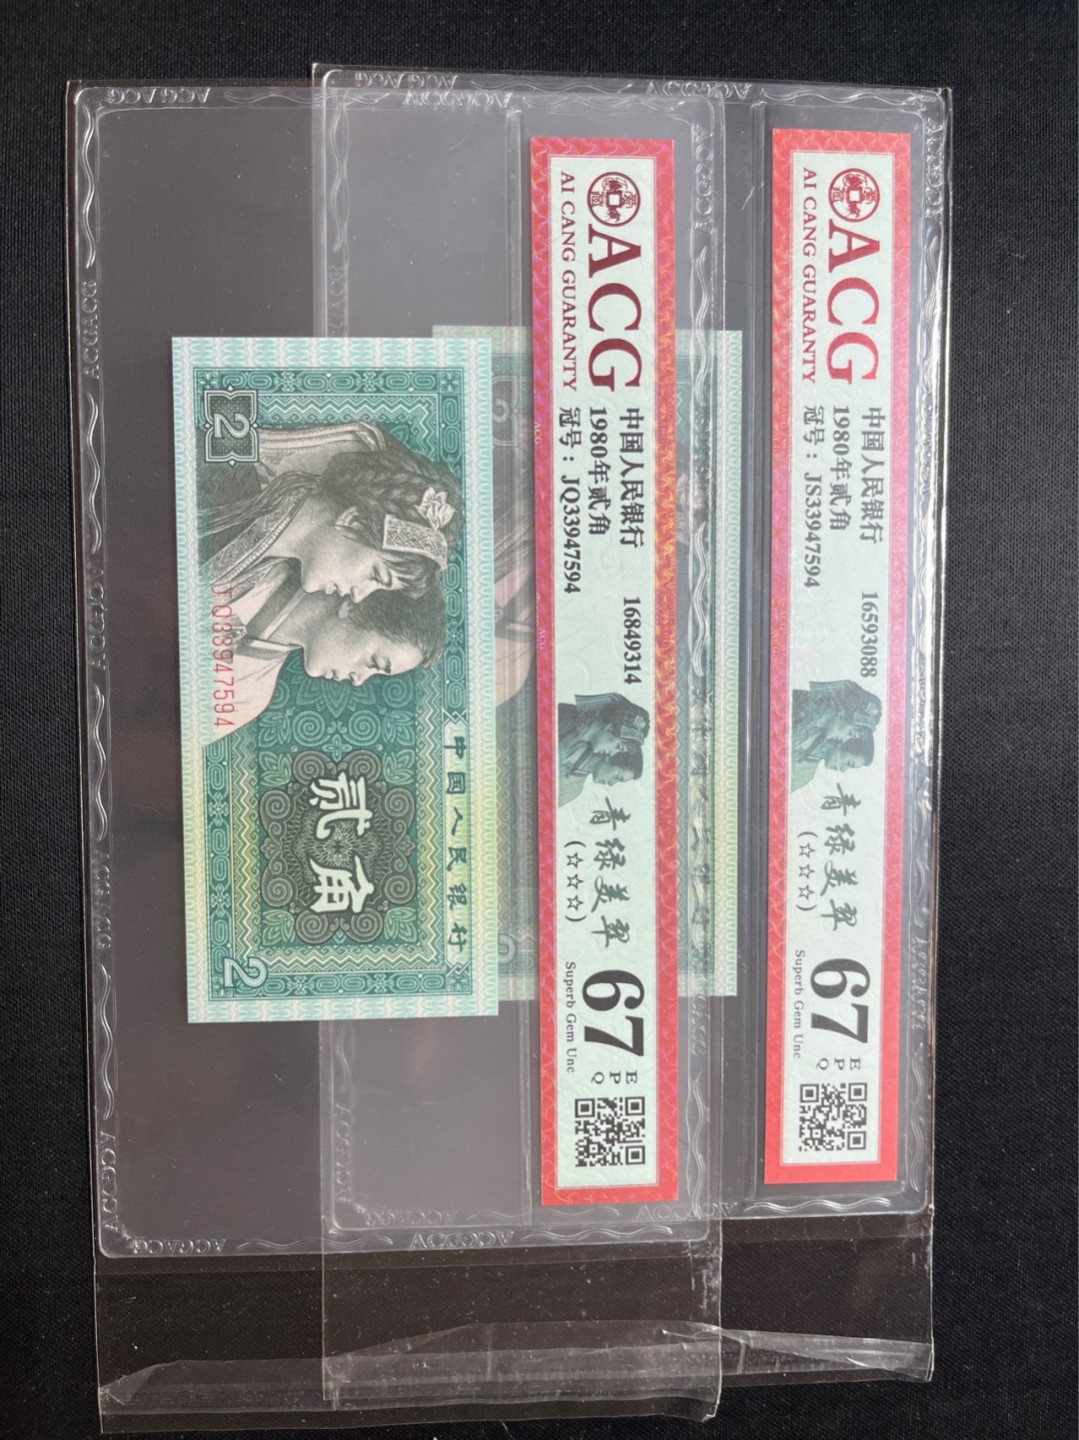 ACG
AI CANG GUARANTY
中国人民银行
1980年贰角
冠号：JS33947594
16593088
青绿美翠
(☆☆☆)
67
EPQ
Superb Gem Unc
ACG
AI CANG GUARANTY
中国人民银行
1980年贰角
冠号：JQ33947594
16849314
青绿美翠
(☆☆☆)
67
EPQ
Superb Gem Unc
中国人民银行
贰角
2
2
JQ33947594